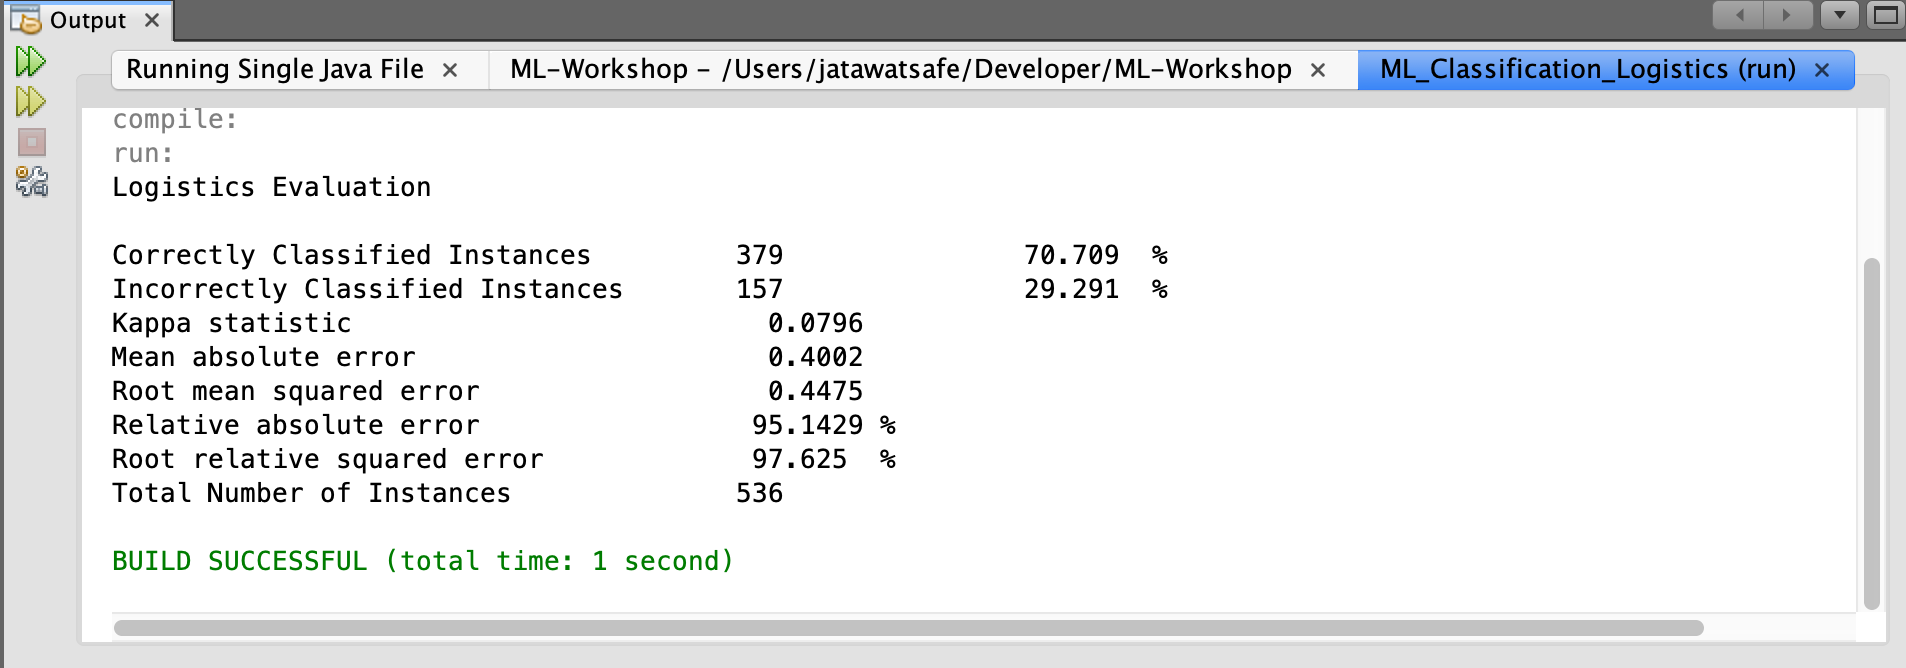 Output
Running Single Java File
ML-Workshop - /Users/jatawatsafe/Developer/ML-Workshop
ML_Classification_Logistics (run)
compile:
run:
Logistics Evaluation
Correctly Classified Instances 379 70.709 %
Incorrectly Classified Instances 157 29.291 %
Kappa statistic 0.0796
Mean absolute error 0.4002
Root mean squared error 0.4475
Relative absolute error 95.1429 %
Root relative squared error 97.625 %
Total Number of Instances 536
BUILD SUCCESSFUL (total time: 1 second)